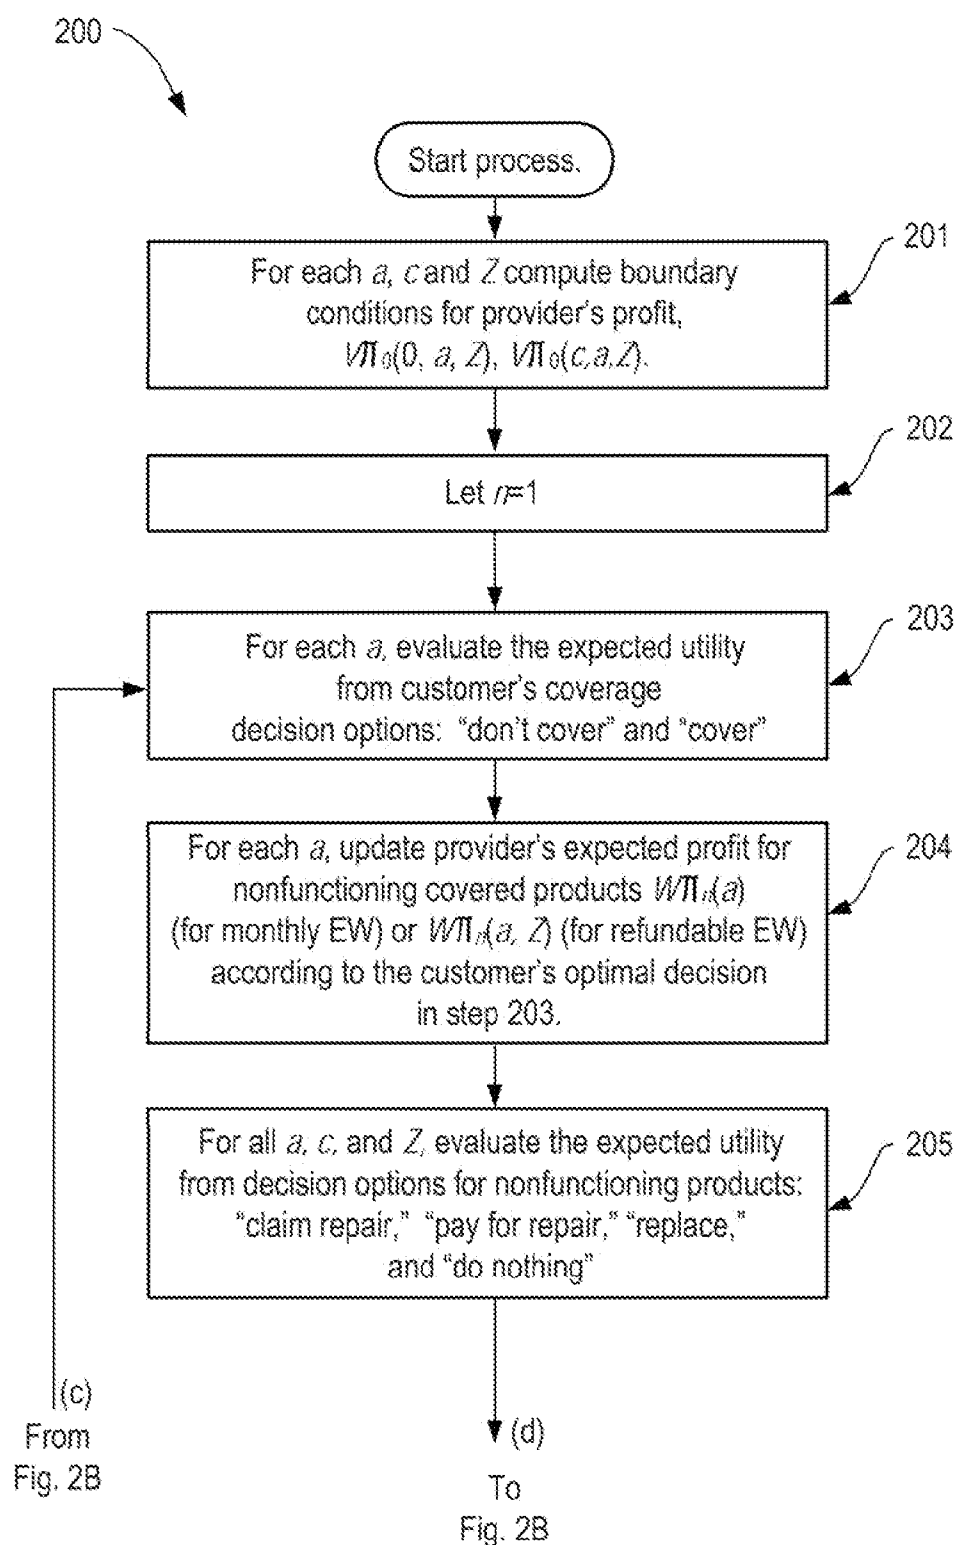 200
Start process.
201
For each a, c and Z compute boundary
conditions for provider's profit,
Vπ₀(0, a, Z), Vπ₀(c,a,Z).
202
Let n=1
203
For each a, evaluate the expected utility
from customer's coverage
decision options: “don't cover” and “cover”
204
For each a, update provider's expected profit for
nonfunctioning covered products Wπₙ(a)
(for monthly EW) or Wπₙ(a, Z) (for refundable EW)
according to the customer's optimal decision
in step 203.
205
For all a, c, and Z, evaluate the expected utility
from decision options for nonfunctioning products:
“claim repair,” “pay for repair,” “replace,”
and “do nothing”
(c)
From
Fig. 2B
(d)
To
Fig. 2B